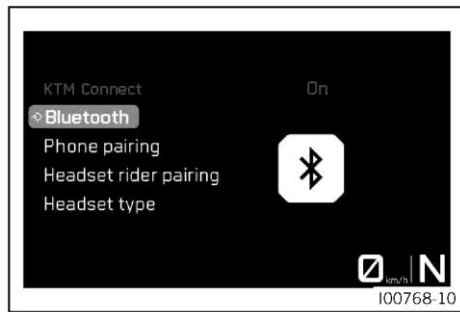 KTM Connect On
Bluetooth
Phone pairing
Headset rider pairing
Headset type
0 km/h N
I00768-10